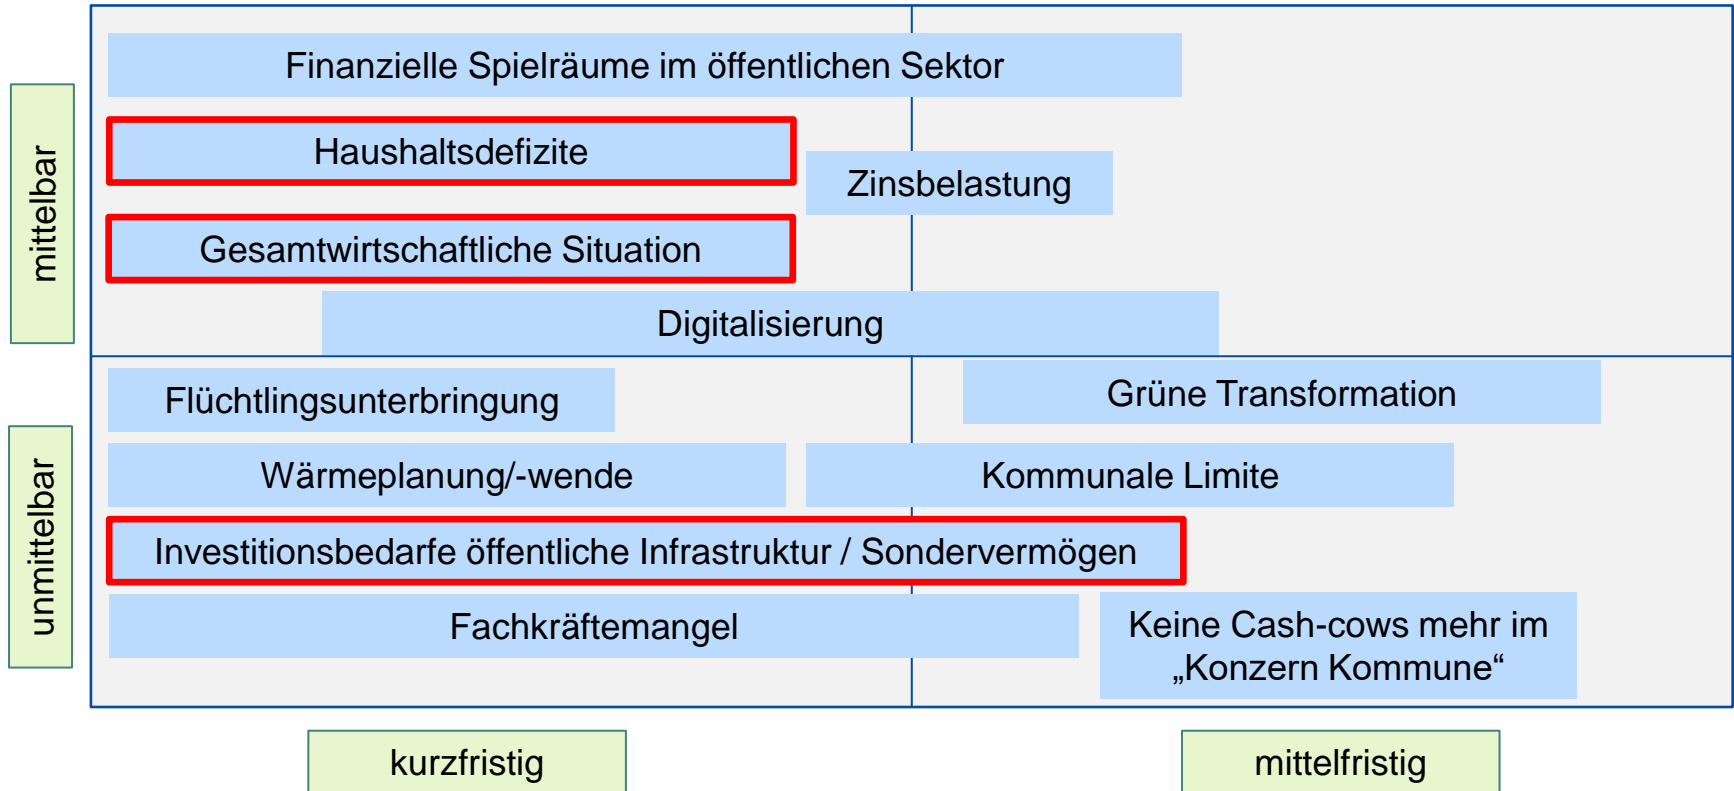 mittelbar
Finanzielle Spielräume im öffentlichen Sektor
Haushaltsdefizite
Zinsbelastung
Gesamtwirtschaftliche Situation
Digitalisierung
unmittelbar
Flüchtlingsunterbringung
Grüne Transformation
Wärmeplanung/-wende
Kommunale Limite
Investitionsbedarfe öffentliche Infrastruktur / Sondervermögen
Fachkräftemangel
Keine Cash-cows mehr im
„Konzern Kommune“
kurzfristig
mittelfristig